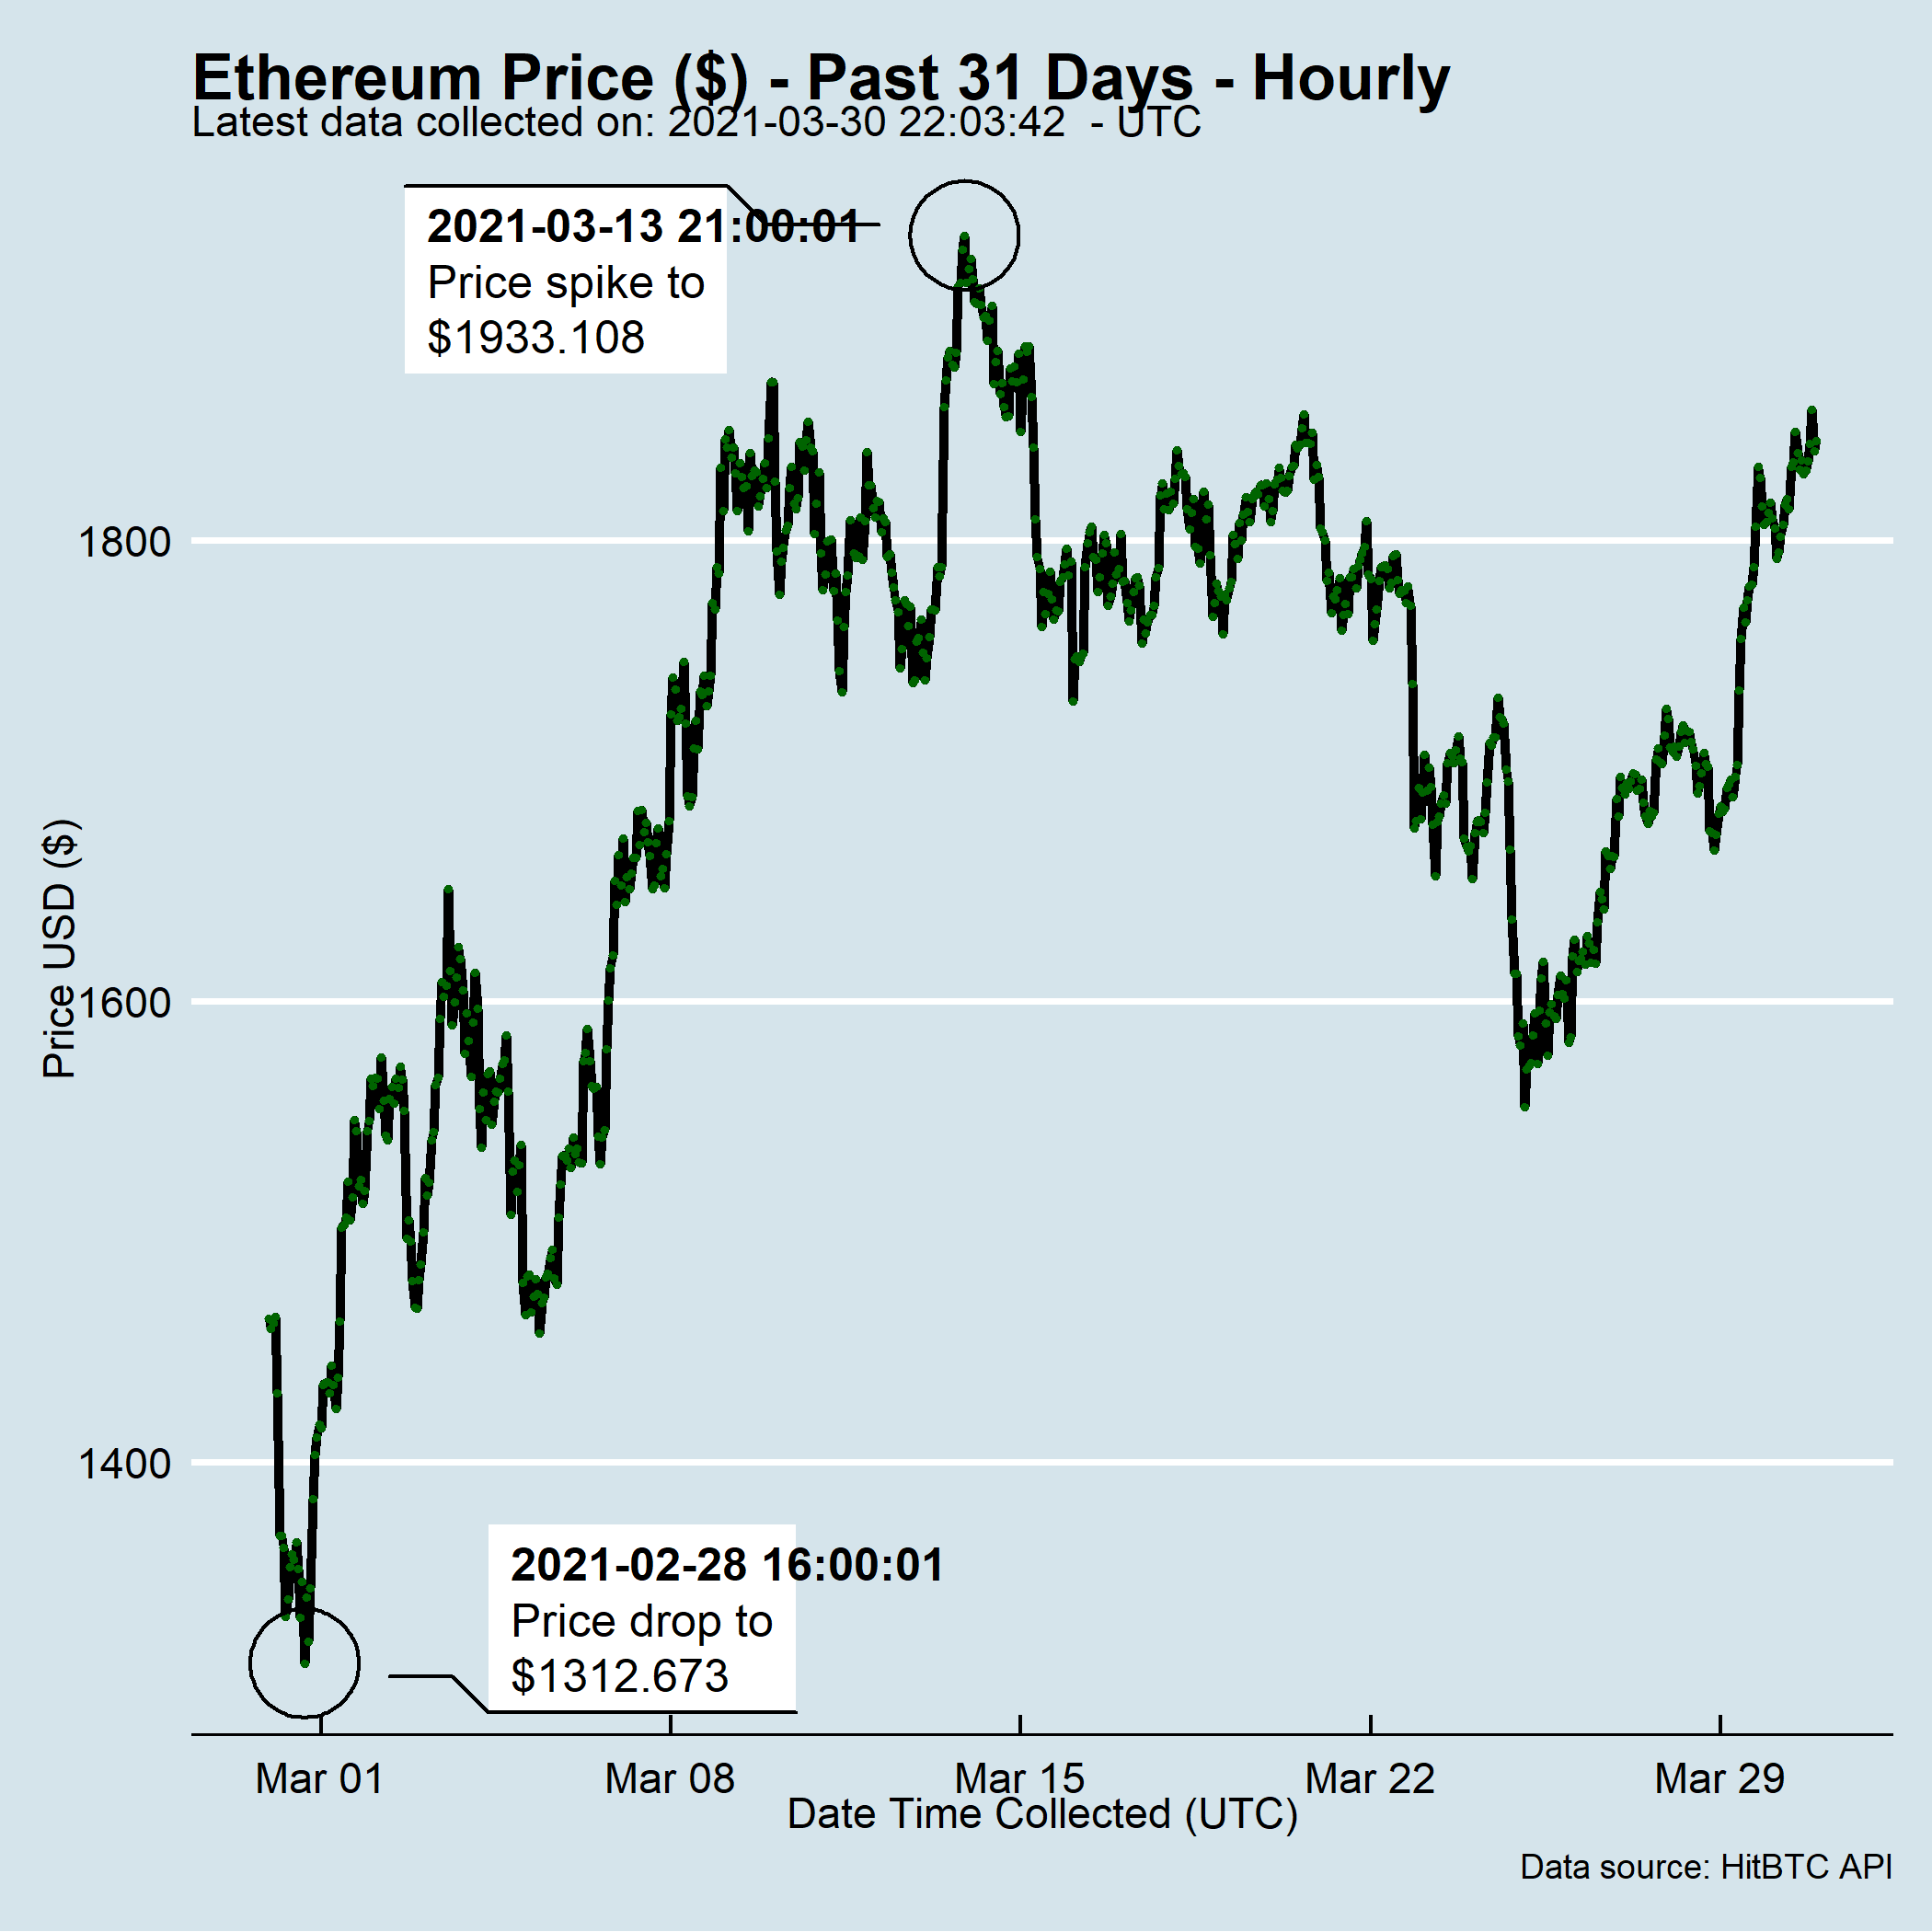 Ethereum Price ($) - Past 31 Days - Hourly
Latest data collected on: 2021-03-30 22:03:42  - UTC
2021-03-13 21:00:01
Price spike to
$1933.108
1800
Price USD ($)
1600
1400
2021-02-28 16:00:01
Price drop to
$1312.673
Mar 01
Mar 08
Mar 15
Mar 22
Mar 29
Date Time Collected (UTC)
Data source: HitBTC API